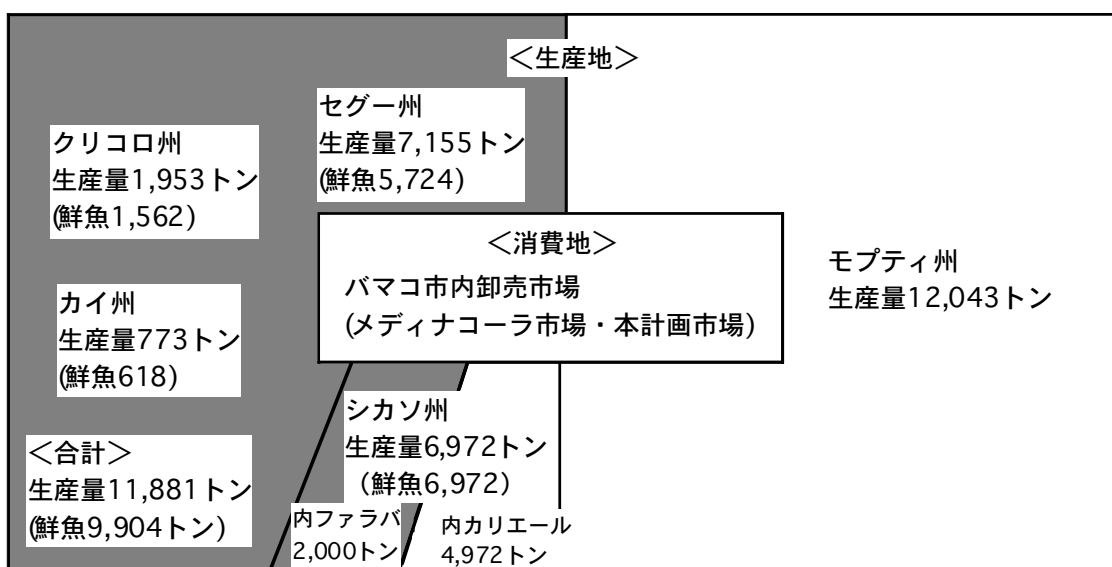 ＜生産地＞
セグー州
生産量7,155トン
(鮮魚5,724)
クリコロ州
生産量1,953トン
(鮮魚1,562)
＜消費地＞
バマコ市内卸売市場
(メディナコーラ市場・本計画市場)
モプティ州
生産量12,043トン
カイ州
生産量773トン
(鮮魚618)
シカソ州
生産量6,972トン
（鮮魚6,972）
＜合計＞
生産量11,881トン
(鮮魚9,904トン)
内ファラバ
2,000トン
内カリエール
4,972トン